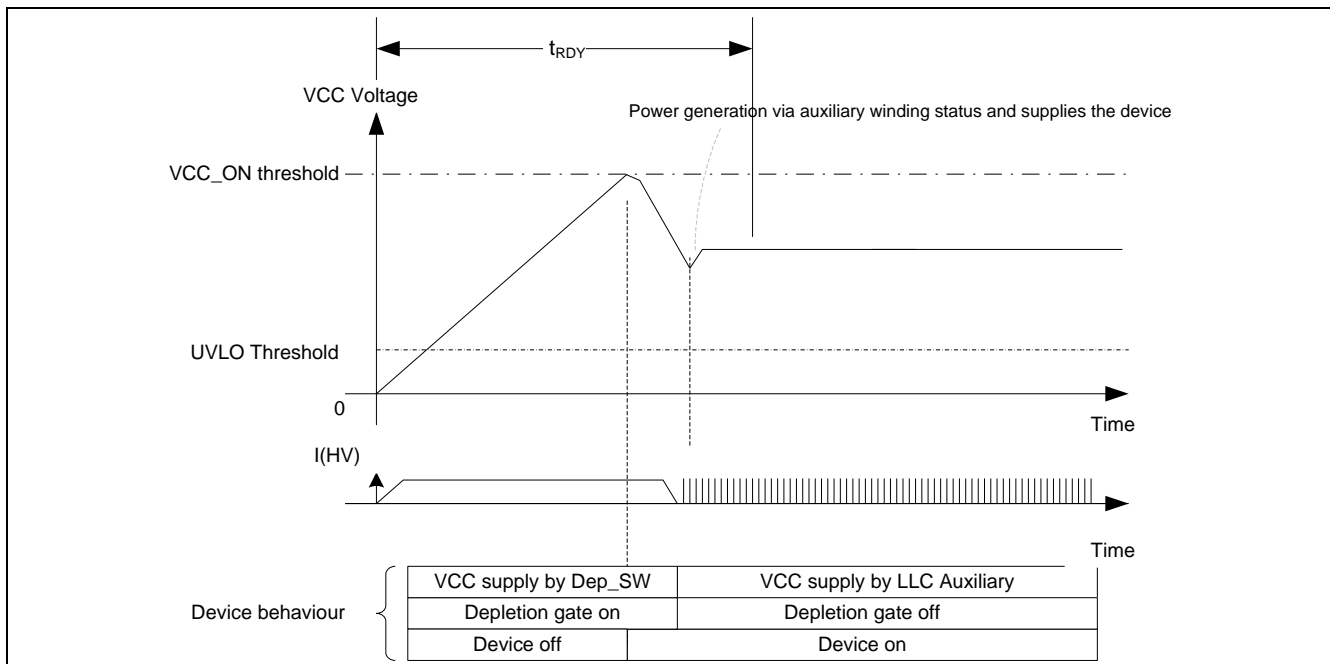 tRDY
VCC Voltage
Power generation via auxiliary winding status and supplies the device
VCC_ON threshold
UVLO Threshold
0
Time
I(HV)
Time
Device behaviour
VCC supply by Dep_SW
VCC supply by LLC Auxiliary
Depletion gate on
Depletion gate off
Device off
Device on